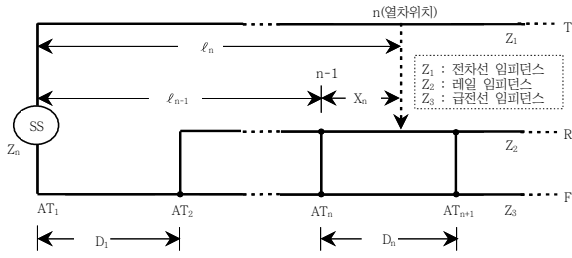 n(열차위치)
T
Z₁
ℓₙ
Z₁ : 전차선 임피던스
Z₂ : 레일 임피던스
Z₃ : 급전선 임피던스
n-1
ℓₙ₋₁
Xₙ
SS
Zₙ
R
Z₂
F
AT₁
AT₂
ATₙ
ATₙ₊₁
Z₃
D₁
Dₙ